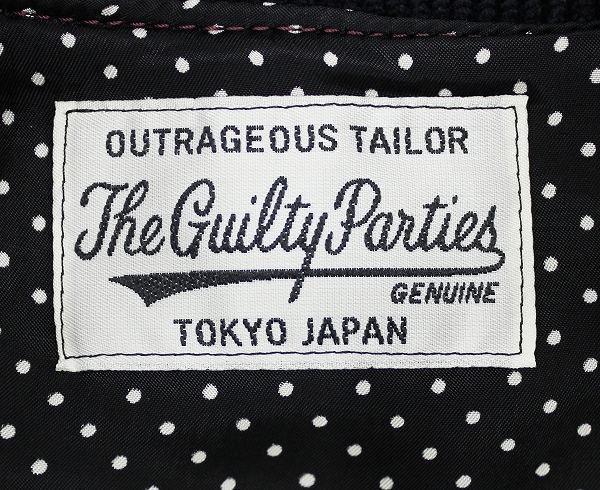 OUTRAGEOUS TAILOR
The Guilty Parties
GENUINE
TOKYO JAPAN